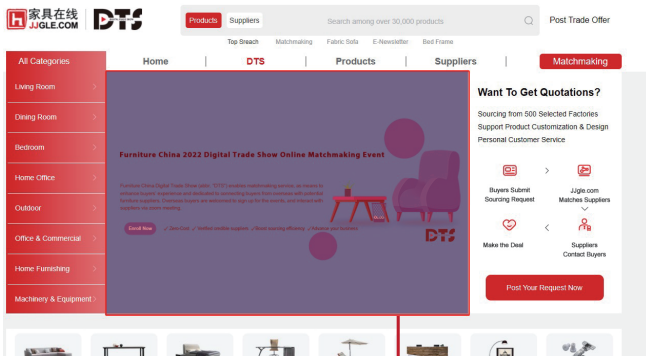 家具在线
JJGLE.COM
DTS
Products
Suppliers
Search among over 30,000 products
Post Trade Offer
Top Sreach
Matchmaking
Fabric Sofa
E-Newsletter
Bed Frame
All Categories
Home
DTS
Products
Suppliers
Matchmaking
Living Room
Dining Room
Bedroom
Home Office
Outdoor
Office & Commercial
Home Furnishing
Machinery & Equipment
Furniture China 2022 Digital Trade Show Online Matchmaking Event
Enroll Now
DTS
Want To Get Quotations?
Sourcing from 500 Selected Factories
Support Product Customization & Design
Personal Customer Service
Buyers Submit
Sourcing Request
JJgle.com
Matches Suppliers
Make the Deal
Suppliers
Contact Buyers
Post Your Request Now